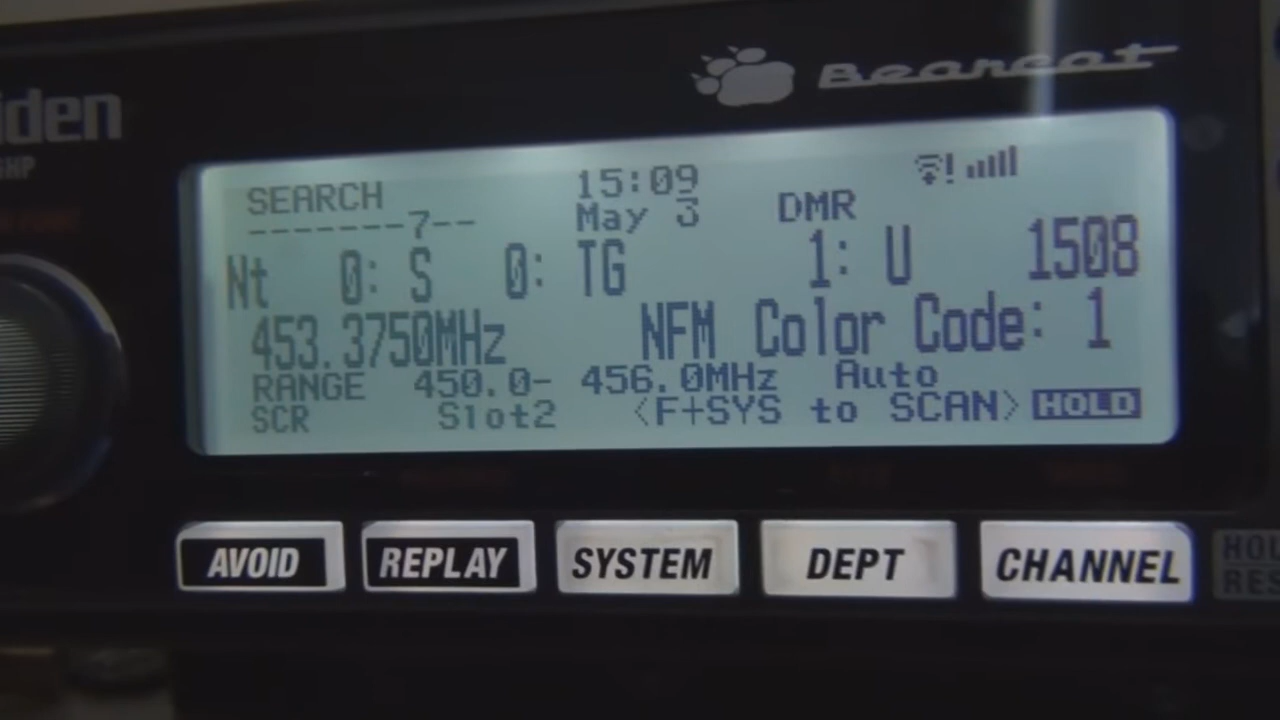 iden
Bearcat
HP
SEARCH 15:09
-------7-- May 3 DMR
Nt 0: S 0: TG 1: U 1508
453.3750MHz NFM Color Code: 1
RANGE 450.0- 456.0MHz Auto
SCR Slot2 <F+SYS to SCAN> HOLD
AVOID REPLAY SYSTEM DEPT CHANNEL